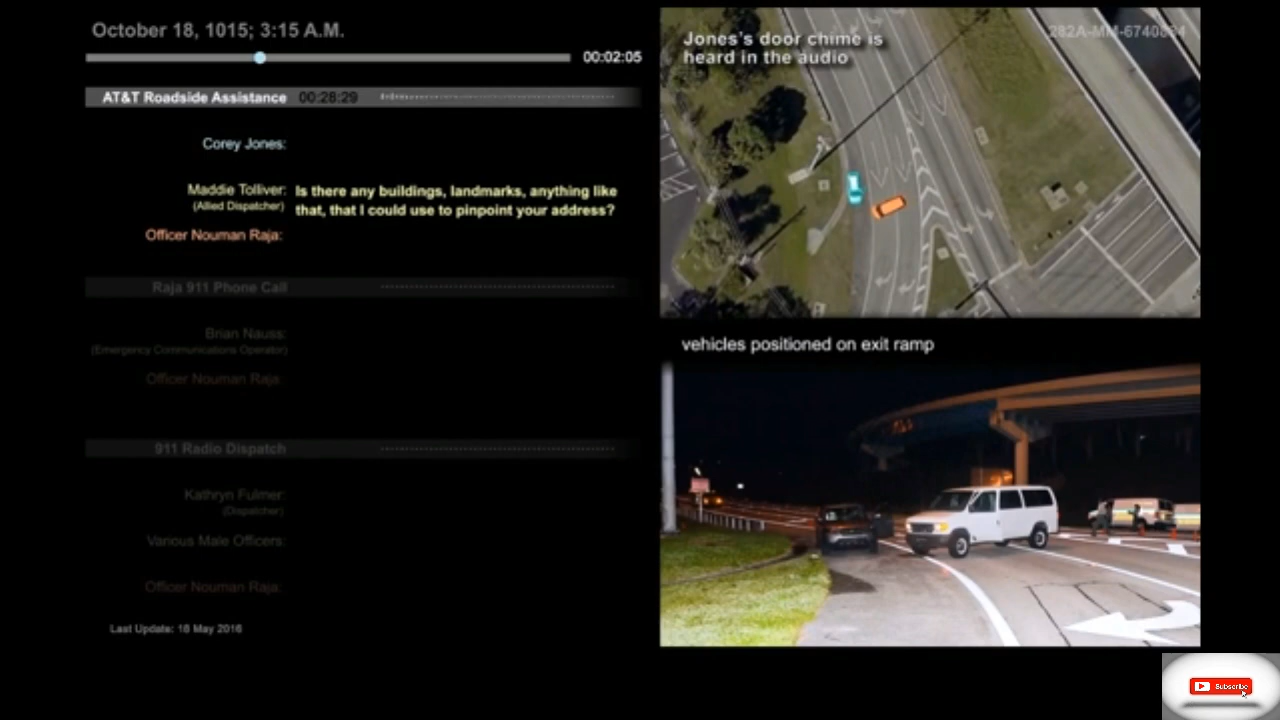 October 18, 1015; 3:15 A.M.
00:02:05
AT&T Roadside Assistance 00:28:29
Corey Jones:
Maddie Tolliver: Is there any buildings, landmarks, anything like
(Allied Dispatcher) that, that I could use to pinpoint your address?
Officer Nouman Raja:
Raja 911 Phone Call
Brian Nauss:
(Emergency Communications Operator)
Officer Nouman Raja:
911 Radio Dispatch
Kathryn Fulmer:
(Dispatcher)
Various Male Officers:
Officer Nouman Raja:
Last Update: 18 May 2016
Jones's door chime is
heard in the audio
vehicles positioned on exit ramp
Subscribe